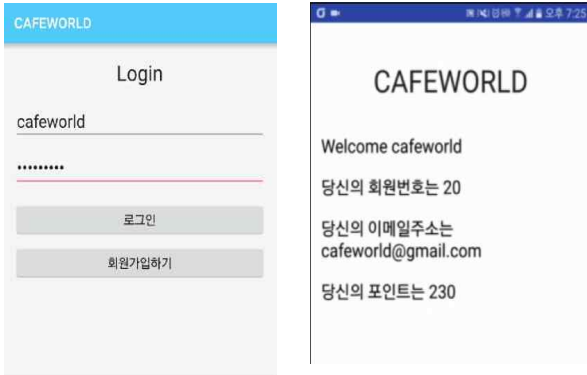 CAFEWORLD
Login
cafeworld
•••••••••
로그인
회원가입하기
오후 7:25
CAFEWORLD
Welcome cafeworld
당신의 회원번호는 20
당신의 이메일주소는
cafeworld@gmail.com
당신의 포인트는 230